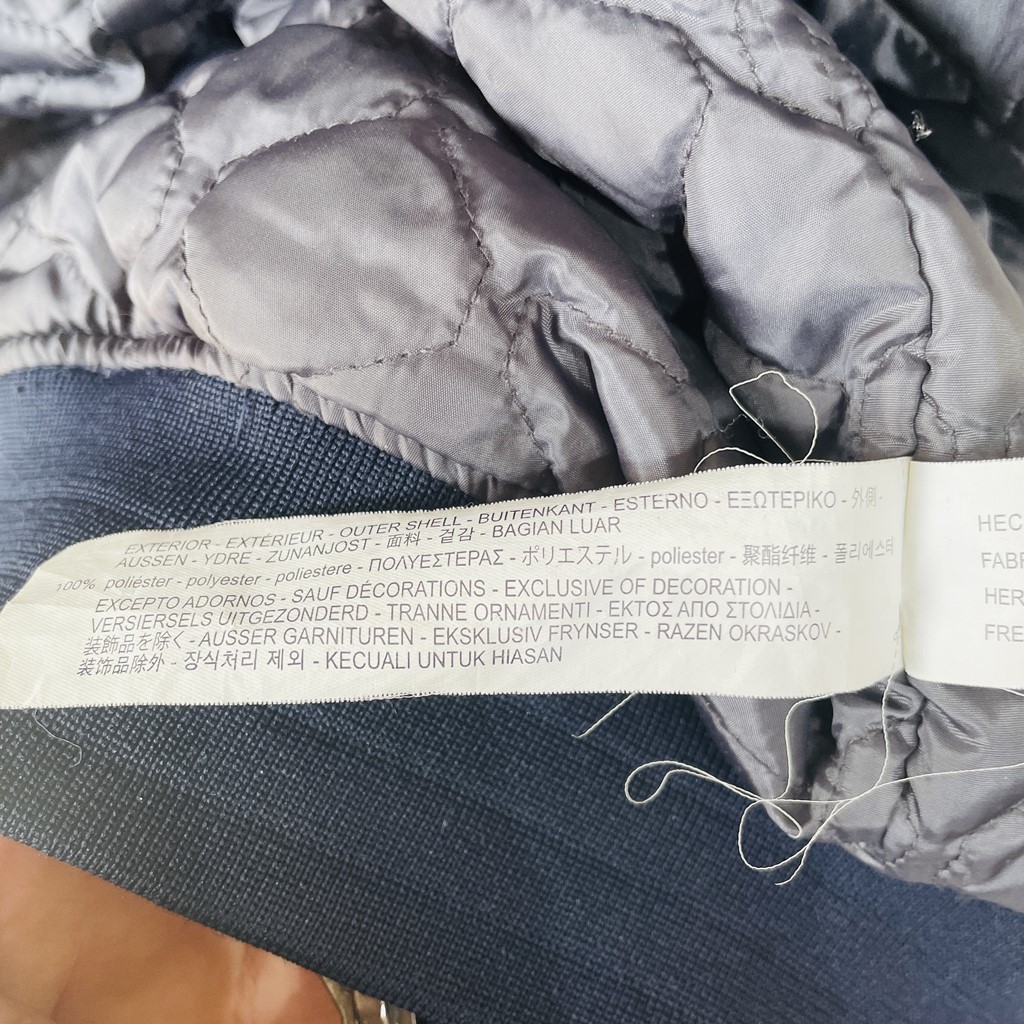 EXTERIOR - EXTÉRIEUR - OUTER SHELL - BUITENKANT - ESTERNO - ΕΞΩΤΕΡΙΚΟ - 外側 -
AUSSEN - YDRE - ZUNANJOST - 面料 - 겉감 - BAGIAN LUAR
100% poliéster - polyester - poliestere - ΠΟΛΥΕΣΤΕΡΑΣ - ポリエステル - poliester - 聚酯纤维 - 폴리에스테
EXCEPTO ADORNOS - SAUF DÉCORATIONS - EXCLUSIVE OF DECORATION -
VERSIERSELS UITGEZONDERD - TRANNE ORNAMENTI - ΕΚΤΟΣ ΑΠΟ ΣΤΟΛΙΔΙΑ -
装飾品を除く - AUSSER GARNITUREN - EKSKLUSIV FRYNSER - RAZEN OKRASKOV -
装饰品除外 - 장식처리 제외 - KECUALI UNTUK HIASAN
HEC
FABR
HER
FRE